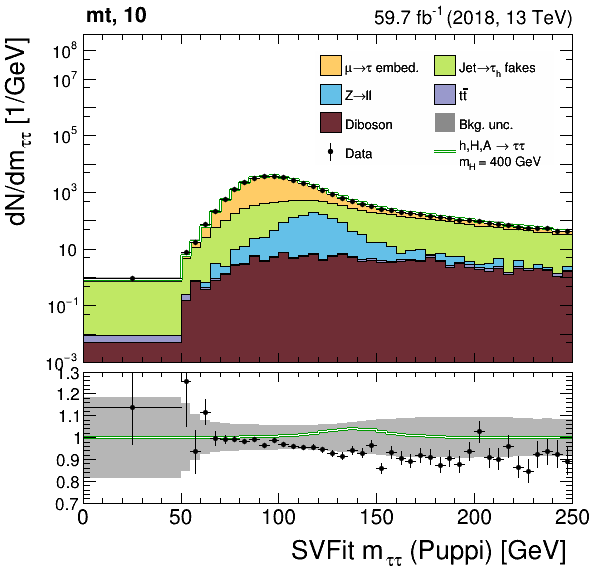 mt, 10
59.7 fb⁻¹ (2018, 13 TeV)
dN/dm_ττ [1/GeV]
10⁸
10⁷
10⁵
10³
10
10⁻¹
10⁻³
μ→τ embed.
Jet→τ_h fakes
Z→ll
tt̄
Diboson
Bkg. unc.
Data
h,H,A → ττ
m_H = 400 GeV
1.3
1.2
1.1
1
0.9
0.8
0.7
0 50 100 150 200 250
SVFit m_ττ (Puppi) [GeV]